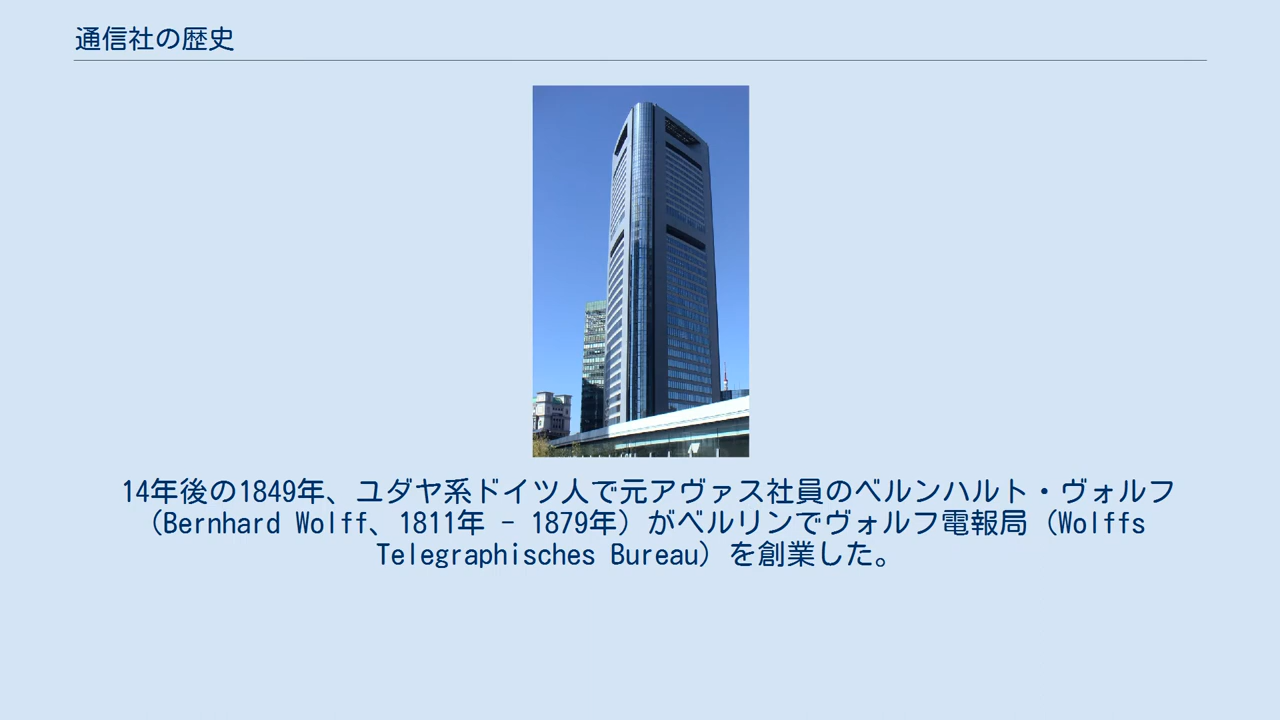 通信社の歴史
14年後の1849年、ユダヤ系ドイツ人で元アヴァス社員のベルンハルト・ヴォルフ
（Bernhard Wolff、1811年 - 1879年）がベルリンでヴォルフ電報局（Wolffs
Telegraphisches Bureau）を創業した。